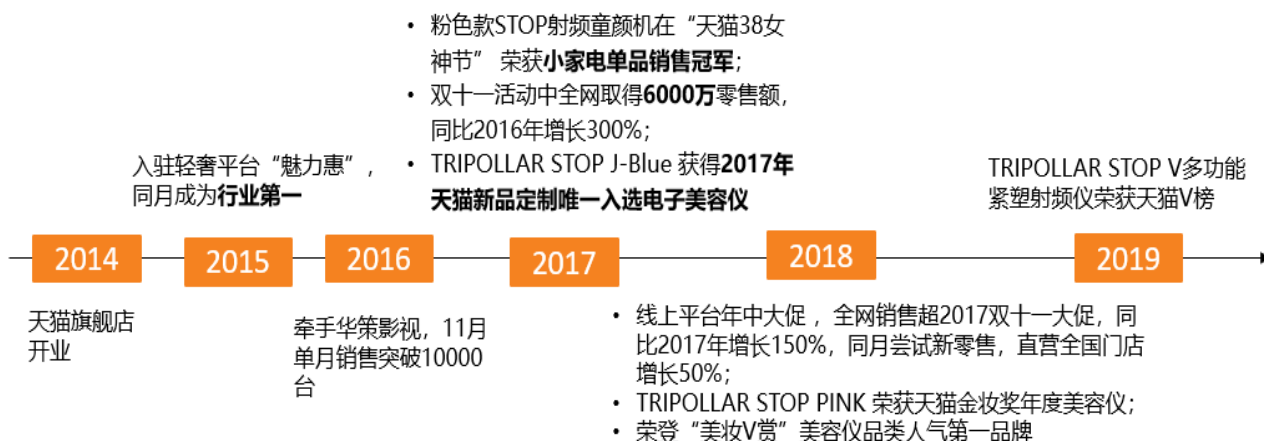 • 粉色款STOP射频童颜机在“天猫38女
神节” 荣获小家电单品销售冠军；
• 双十一活动中全网取得6000万零售额，
同比2016年增长300%；
• TRIPOLLAR STOP J-Blue 获得2017年
天猫新品定制唯一入选电子美容仪
入驻轻奢平台“魅力惠”，
同月成为行业第一
TRIPOLLAR STOP V多功能
紧塑射频仪荣获天猫V榜
2014
2015
2016
2017
2018
2019
天猫旗舰店
开业
牵手华策影视，11月
单月销售突破10000
台
• 线上平台年中大促 ，全网销售超2017双十一大促，同
比2017年增长150%，同月尝试新零售，直营全国门店
增长50%；
• TRIPOLLAR STOP PINK 荣获天猫金妆奖年度美容仪；
• 荣登“美妆V赏”美容仪品类人气第一品牌